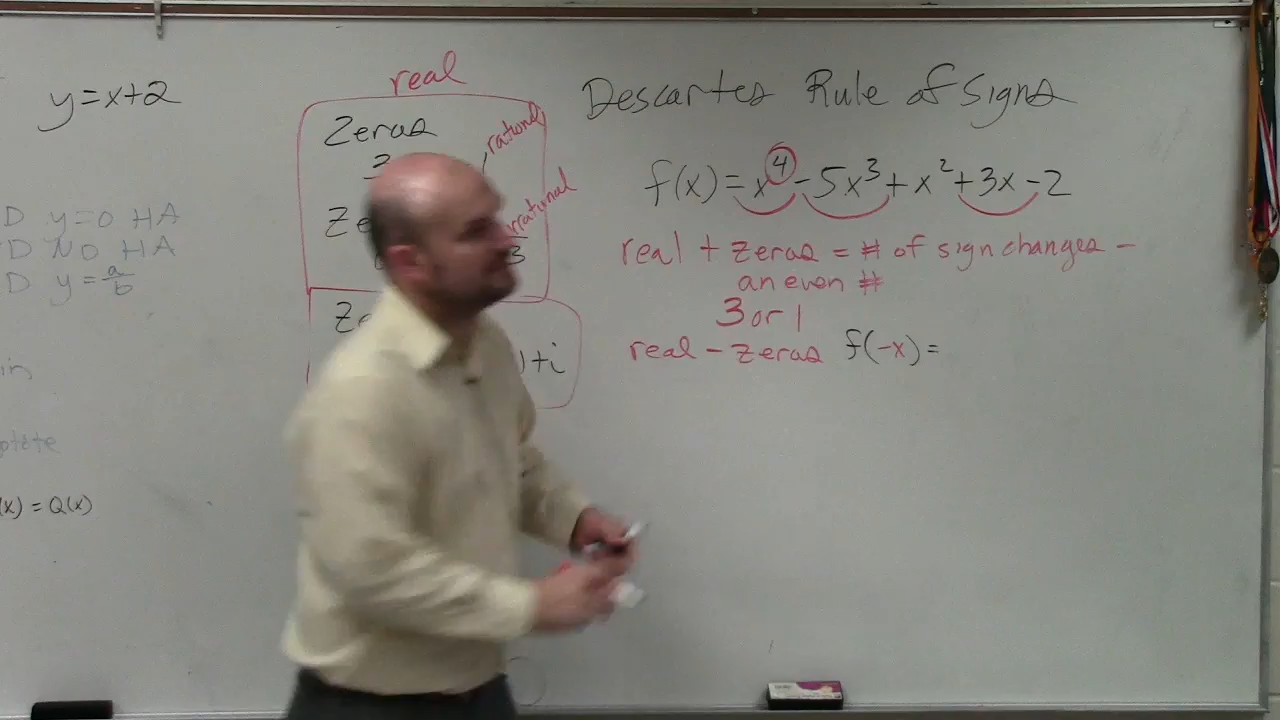 y=x+2
D y=0 HA
D NO HA
D y=a/b
(x) = Q(x)
real
Zeros
rational
irrational
3
)+i
Descartes Rule of Signs
f(x)=x⁴-5x³+x²+3x-2
real + zeros = # of sign changes -
an even #
3 or 1
real - zeros f(-x)=